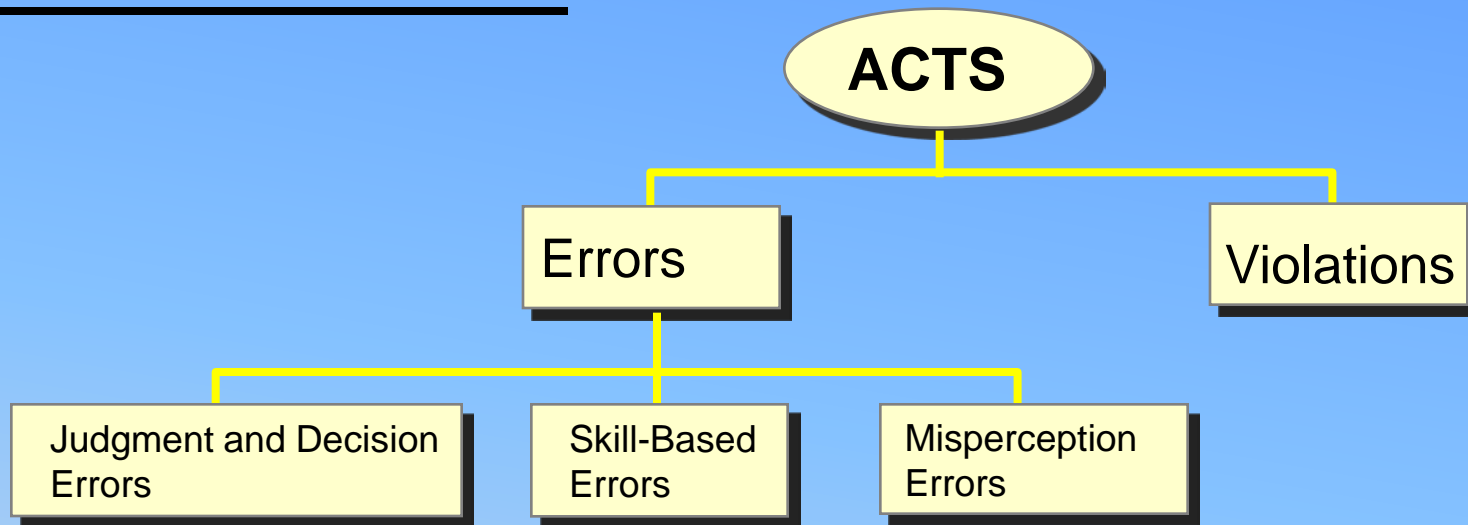 ACTS
Errors
Violations
Judgment and Decision
Errors
Skill-Based
Errors
Misperception
Errors